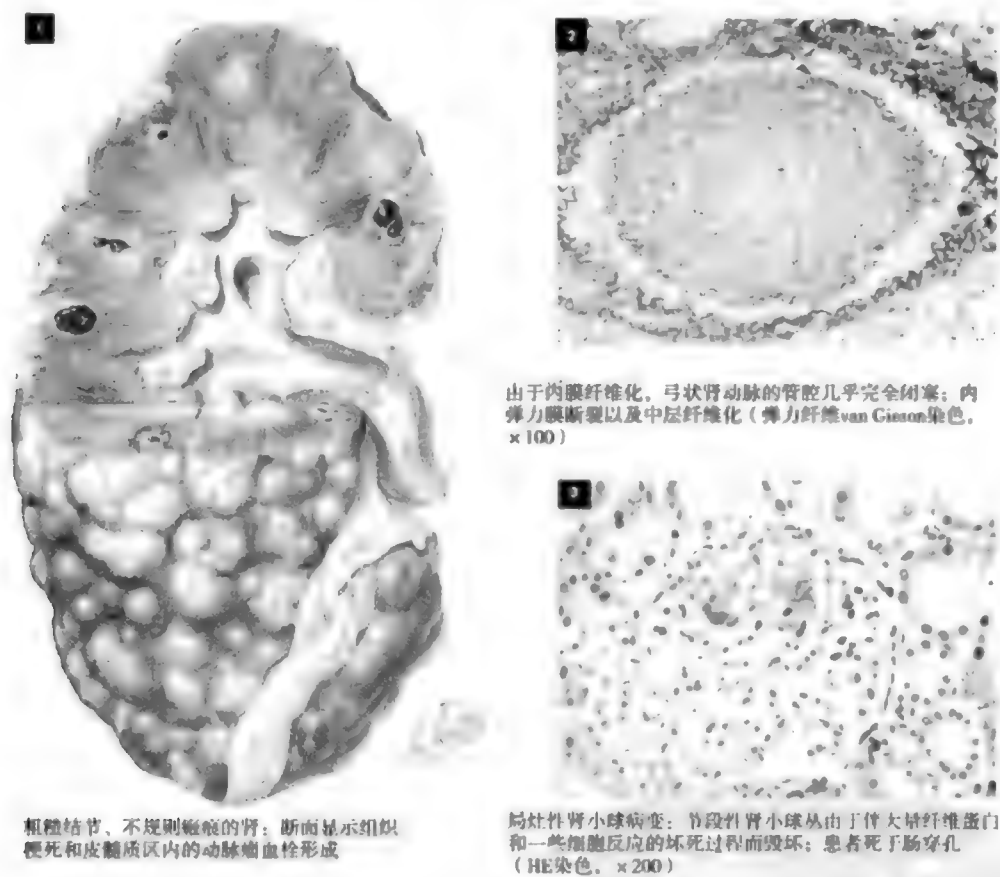 1
粗糙结节、不规则瘢痕的肾;断面显示组织
梗死和皮髓质区内的动脉瘤血栓形成
2
由于内膜纤维化,弓状肾动脉的管腔几乎完全闭塞;内
弹力膜断裂以及中层纤维化(弹力纤维van Gieson染色,
×100)
3
局灶性肾小球病变:节段性肾小球丛由于伴大量纤维蛋白
和一些细胞反应的坏死过程而毁坏;患者死于肠穿孔
(HE染色,×200)